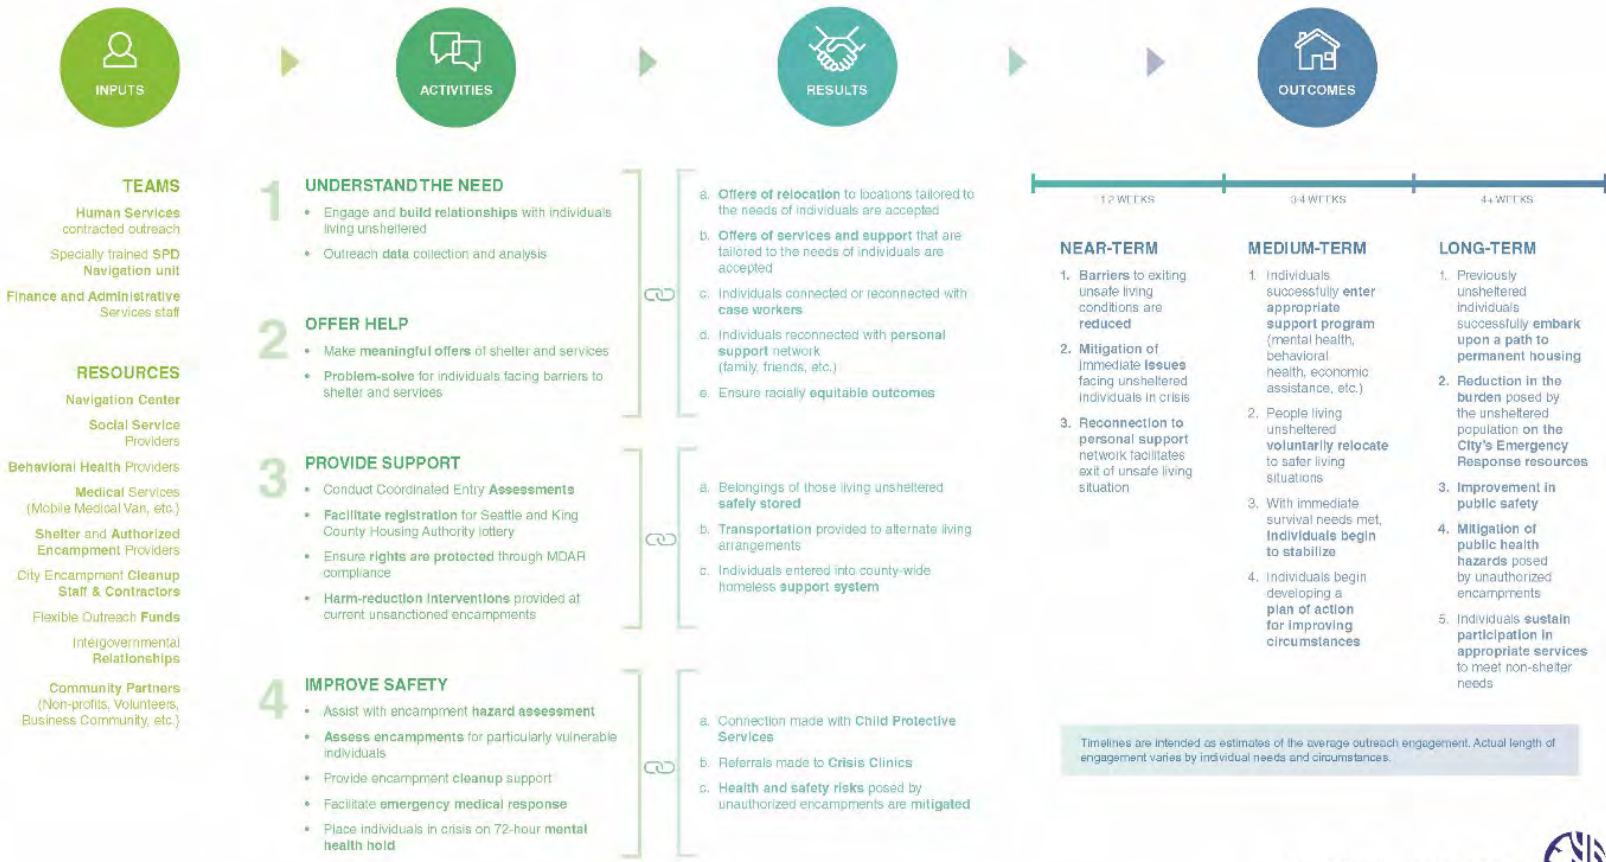 INPUTS
ACTIVITIES
RESULTS
OUTCOMES
TEAMS
Human Services
contracted outreach
Specially trained SPD
Navigation unit
Finance and Administrative
Services staff
RESOURCES
Navigation Center
Social Service
Providers
Behavioral Health Providers
Medical Services
(Mobile Medical Van, etc.)
Shelter and Authorized
Encampment Providers
City Encampment Cleanup
Staff & Contractors
Flexible Outreach Funds
Intergovernmental
Relationships
Community Partners
(Non-profits, Volunteers,
Business Community, etc.)
1 UNDERSTAND THE NEED
• Engage and build relationships with individuals
living unsheltered
• Outreach data collection and analysis
2 OFFER HELP
• Make meaningful offers of shelter and services
• Problem-solve for individuals facing barriers to
shelter and services
3 PROVIDE SUPPORT
• Conduct Coordinated Entry Assessments
• Facilitate registration for Seattle and King
County Housing Authority lottery
• Ensure rights are protected through MDAR
compliance
• Harm-reduction interventions provided at
current unsanctioned encampments
4 IMPROVE SAFETY
• Assist with encampment hazard assessment
• Assess encampments for particularly vulnerable
individuals
• Provide encampment cleanup support
• Facilitate emergency medical response
• Place individuals in crisis on 72-hour mental
health hold
a. Offers of relocation to locations tailored to
the needs of individuals are accepted
b. Offers of services and support that are
tailored to the needs of individuals are
accepted
c. Individuals connected or reconnected with
case workers
d. Individuals reconnected with personal
support network
(family, friends, etc.)
e. Ensure racially equitable outcomes
a. Belongings of those living unsheltered
safely stored
b. Transportation provided to alternate living
arrangements
c. Individuals entered into county-wide
homeless support system
a. Connection made with Child Protective
Services
b. Referrals made to Crisis Clinics
c. Health and safety risks posed by
unauthorized encampments are mitigated
1-2 WEEKS
3-4 WEEKS
4+ WEEKS
NEAR-TERM
1. Barriers to exiting
unsafe living
conditions are
reduced
2. Mitigation of
immediate issues
facing unsheltered
individuals in crisis
3. Reconnection to
personal support
network facilitates
exit of unsafe living
situation
MEDIUM-TERM
1. Individuals
successfully enter
appropriate
support program
(mental health,
behavioral
health, economic
assistance, etc.)
2. People living
unsheltered
voluntarily relocate
to safer living
situations
3. With immediate
survival needs met,
individuals begin
to stabilize
4. Individuals begin
developing a
plan of action
for improving
circumstances
LONG-TERM
1. Previously
unsheltered
individuals
successfully embark
upon a path to
permanent housing
2. Reduction in the
burden posed by
the unsheltered
population on the
City's Emergency
Response resources
3. Improvement in
public safety
4. Mitigation of
public health
hazards posed
by unauthorized
encampments
5. Individuals sustain
participation in
appropriate services
to meet non-shelter
needs
Timelines are intended as estimates of the average outreach engagement. Actual length of
engagement varies by individual needs and circumstances.